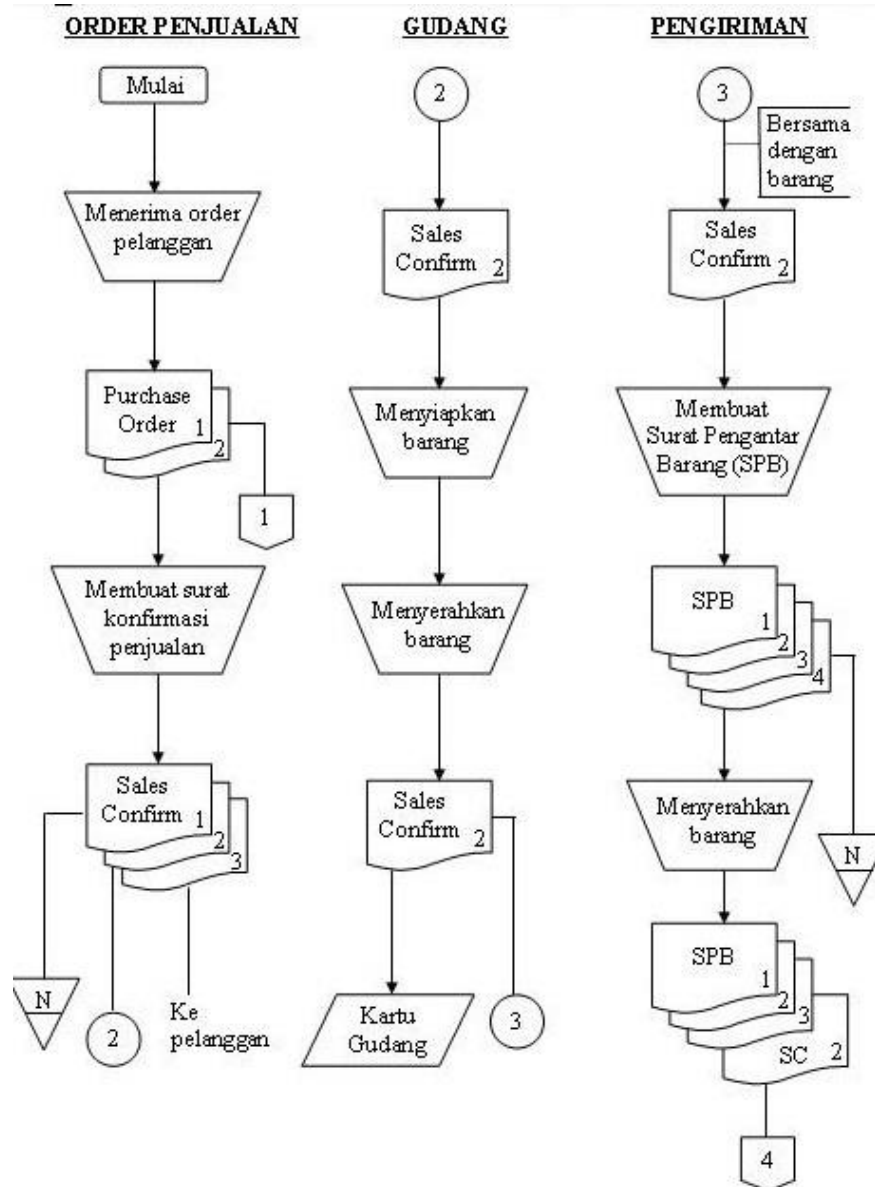 ORDER PENJUALAN
Mulai
Menerima order
pelanggan
Purchase
Order 1
2
1
Membuat surat
konfirmasi
penjualan
Sales
Confirm 1
2
3
N
2
Ke
pelanggan
GUDANG
2
Sales
Confirm 2
Menyiapkan
barang
Menyerahkan
barang
Sales
Confirm 2
Kartu
Gudang
3
PENGIRIMAN
3
Bersama
dengan
barang
Sales
Confirm 2
Membuat
Surat Pengantar
Barang (SPB)
SPB
1
2
3
4
N
Menyerahkan
barang
SPB
1
2
3
SC 2
4